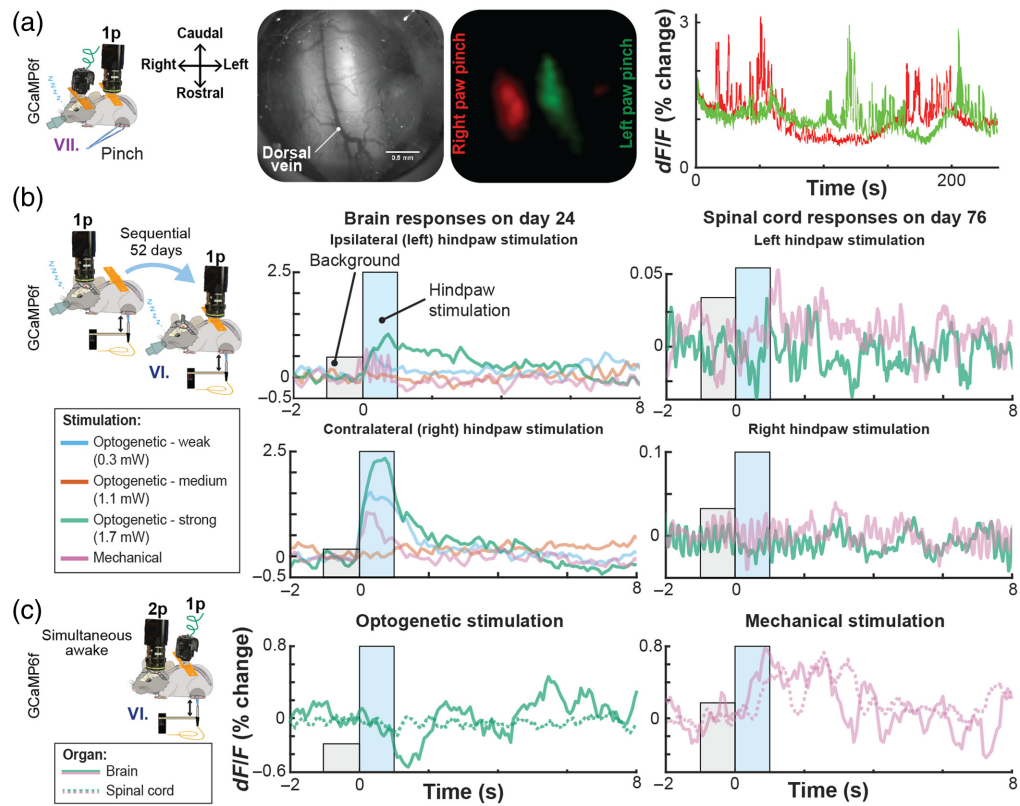 (a)
GCaMP6f
1p
VII.
Pinch
Caudal
Right
Left
Rostral
Dorsal
vein
0.5 mm
Right paw pinch
Left paw pinch
dF/F (% change)
3
0
0
200
Time (s)
(b)
GCaMP6f
1p
Sequential
52 days
1p
VI.
Stimulation:
Optogenetic - weak
(0.3 mW)
Optogenetic - medium
(1.1 mW)
Optogenetic - strong
(1.7 mW)
Mechanical
Brain responses on day 24
Ipsilateral (left) hindpaw stimulation
Background
Hindpaw
stimulation
2.5
0
−0.5
−2
0
8
Contralateral (right) hindpaw stimulation
2.5
0
−0.5
−2
0
8
Spinal cord responses on day 76
Left hindpaw stimulation
0.05
0
−2
0
8
Right hindpaw stimulation
0.1
0
−2
0
8
(c)
GCaMP6f
Simultaneous
awake
2p
1p
VI.
Organ:
Brain
Spinal cord
Optogenetic stimulation
dF/F (% change)
0.8
0
−0.6
−2
0
8
Time (s)
Mechanical stimulation
0.8
0
−2
0
8
Time (s)